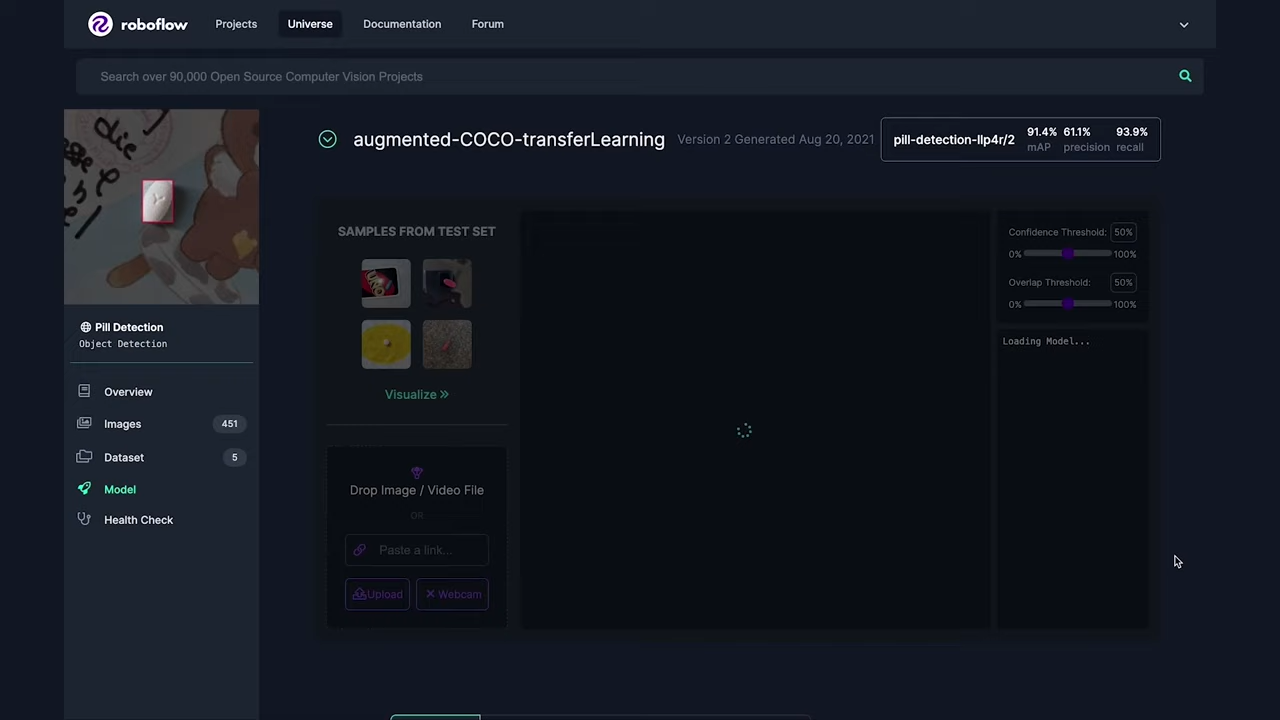 roboflow
Projects
Universe
Documentation
Forum
Search over 90,000 Open Source Computer Vision Projects
augmented-COCO-transferLearning
Version 2 Generated Aug 20, 2021
pill-detection-llp4r/2
91.4% 61.1% 93.9%
mAP precision recall
die
UNO
Pill Detection
Object Detection
Overview
Images 451
Dataset 5
Model
Health Check
SAMPLES FROM TEST SET
Visualize »
Drop Image / Video File
OR
Paste a link...
Upload
Webcam
Confidence Threshold: 50%
0% 100%
Overlap Threshold: 50%
0% 100%
Loading Model...